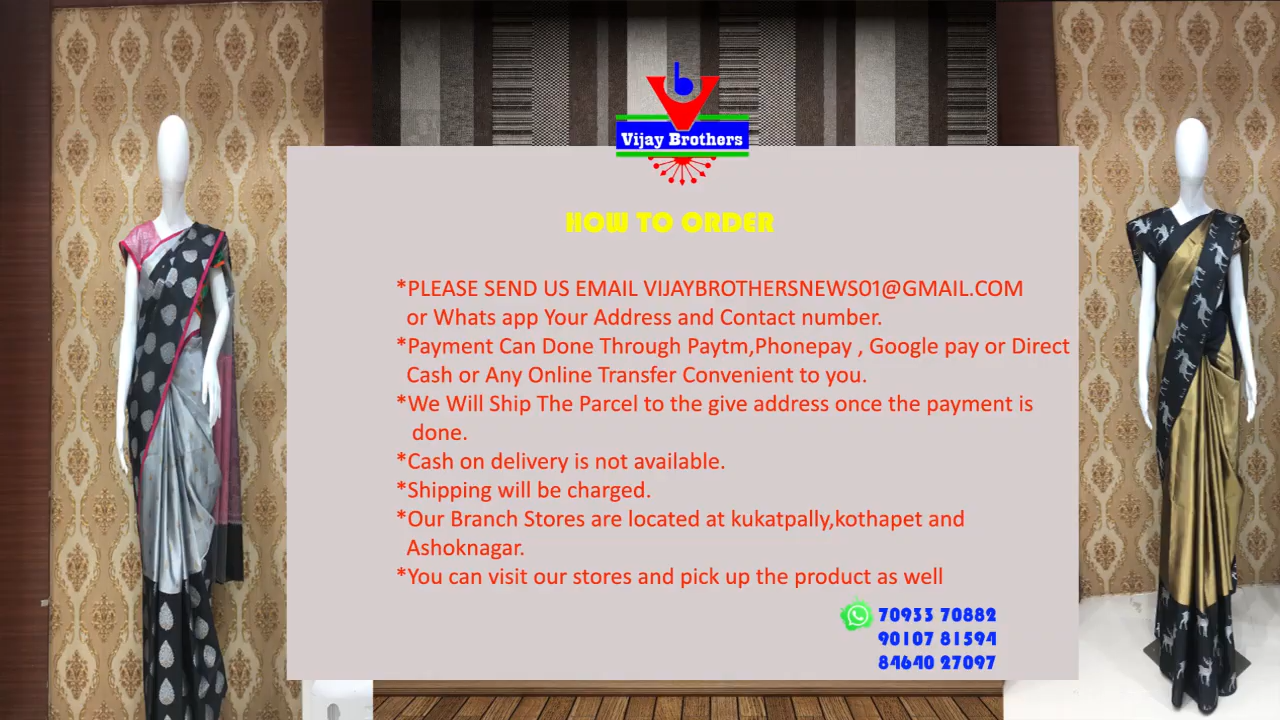 Vijay Brothers
HOW TO ORDER
*PLEASE SEND US EMAIL VIJAYBROTHERSNEWS01@GMAIL.COM
or Whats app Your Address and Contact number.
*Payment Can Done Through Paytm,Phonepay , Google pay or Direct
Cash or Any Online Transfer Convenient to you.
*We Will Ship The Parcel to the give address once the payment is
done.
*Cash on delivery is not available.
*Shipping will be charged.
*Our Branch Stores are located at kukatpally,kothapet and
Ashoknagar.
*You can visit our stores and pick up the product as well
70933 70882
90107 81594
84640 27097